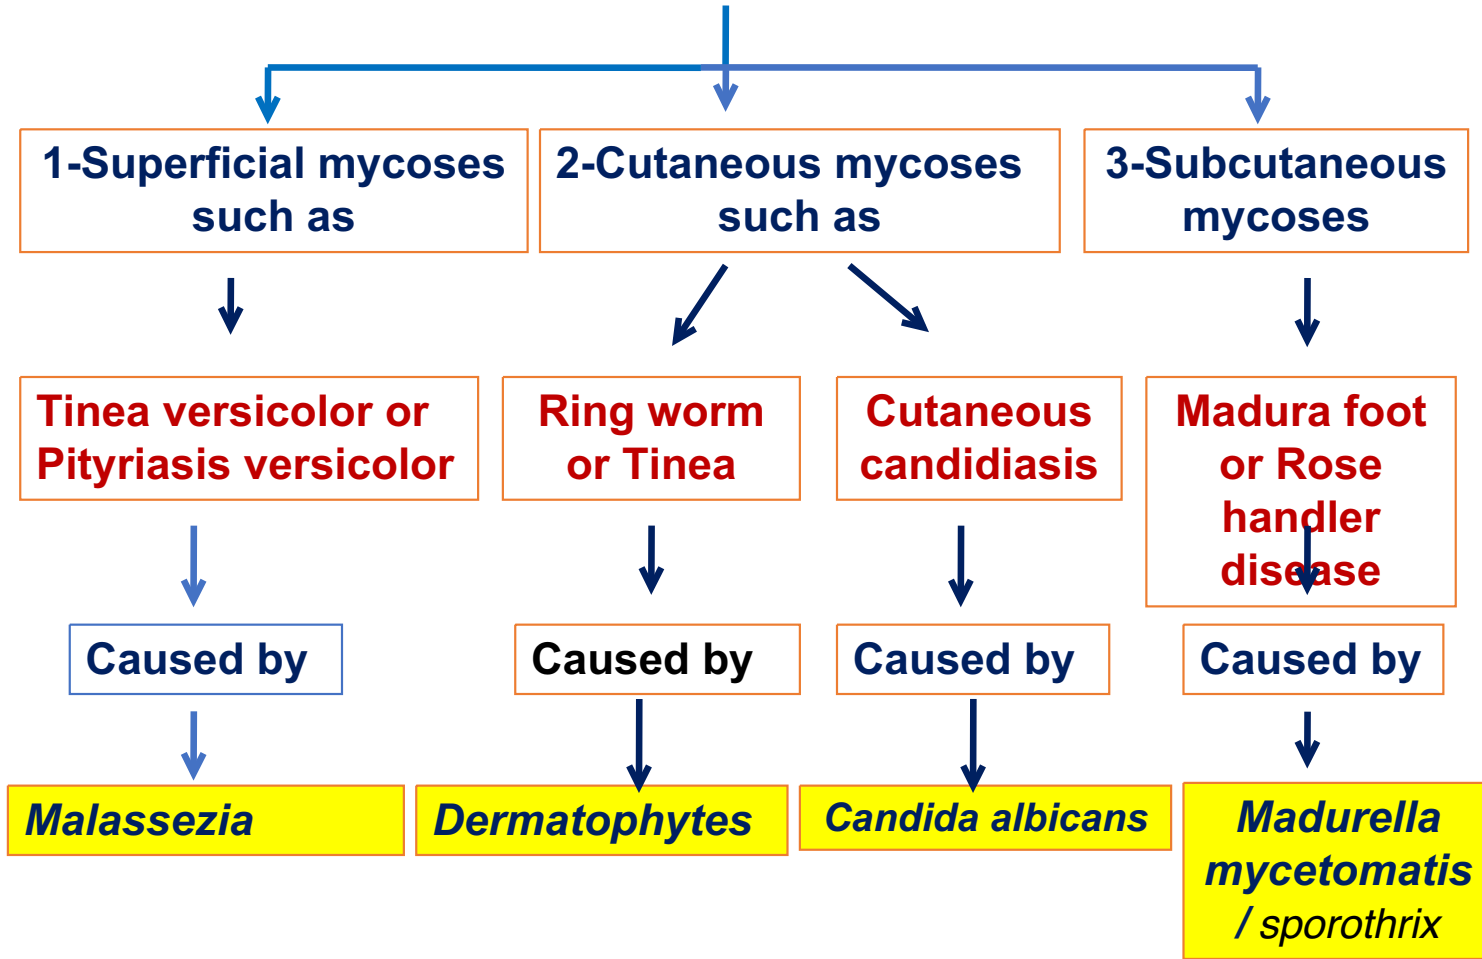 1-Superficial mycoses
such as
2-Cutaneous mycoses
such as
3-Subcutaneous
mycoses
Tinea versicolor or
Pityriasis versicolor
Ring worm
or Tinea
Cutaneous
candidiasis
Madura foot
or Rose
handler
disease
Caused by
Caused by
Caused by
Caused by
Malassezia
Dermatophytes
Candida albicans
Madurella
mycetomatis
/ sporothrix